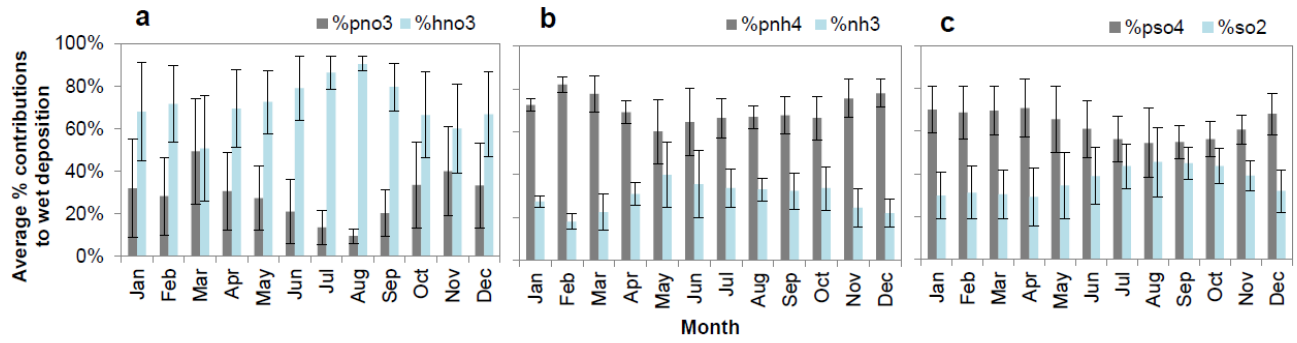 a
%pno3 %hno3
b
%pnh4 %nh3
c
%pso4 %so2
Average % contributions
to wet deposition
100%
80%
60%
40%
20%
0%
Jan Feb Mar Apr May Jun Jul Aug Sep Oct Nov Dec
Jan Feb Mar Apr May Jun Jul Aug Sep Oct Nov Dec
Jan Feb Mar Apr May Jun Jul Aug Sep Oct Nov Dec
Month